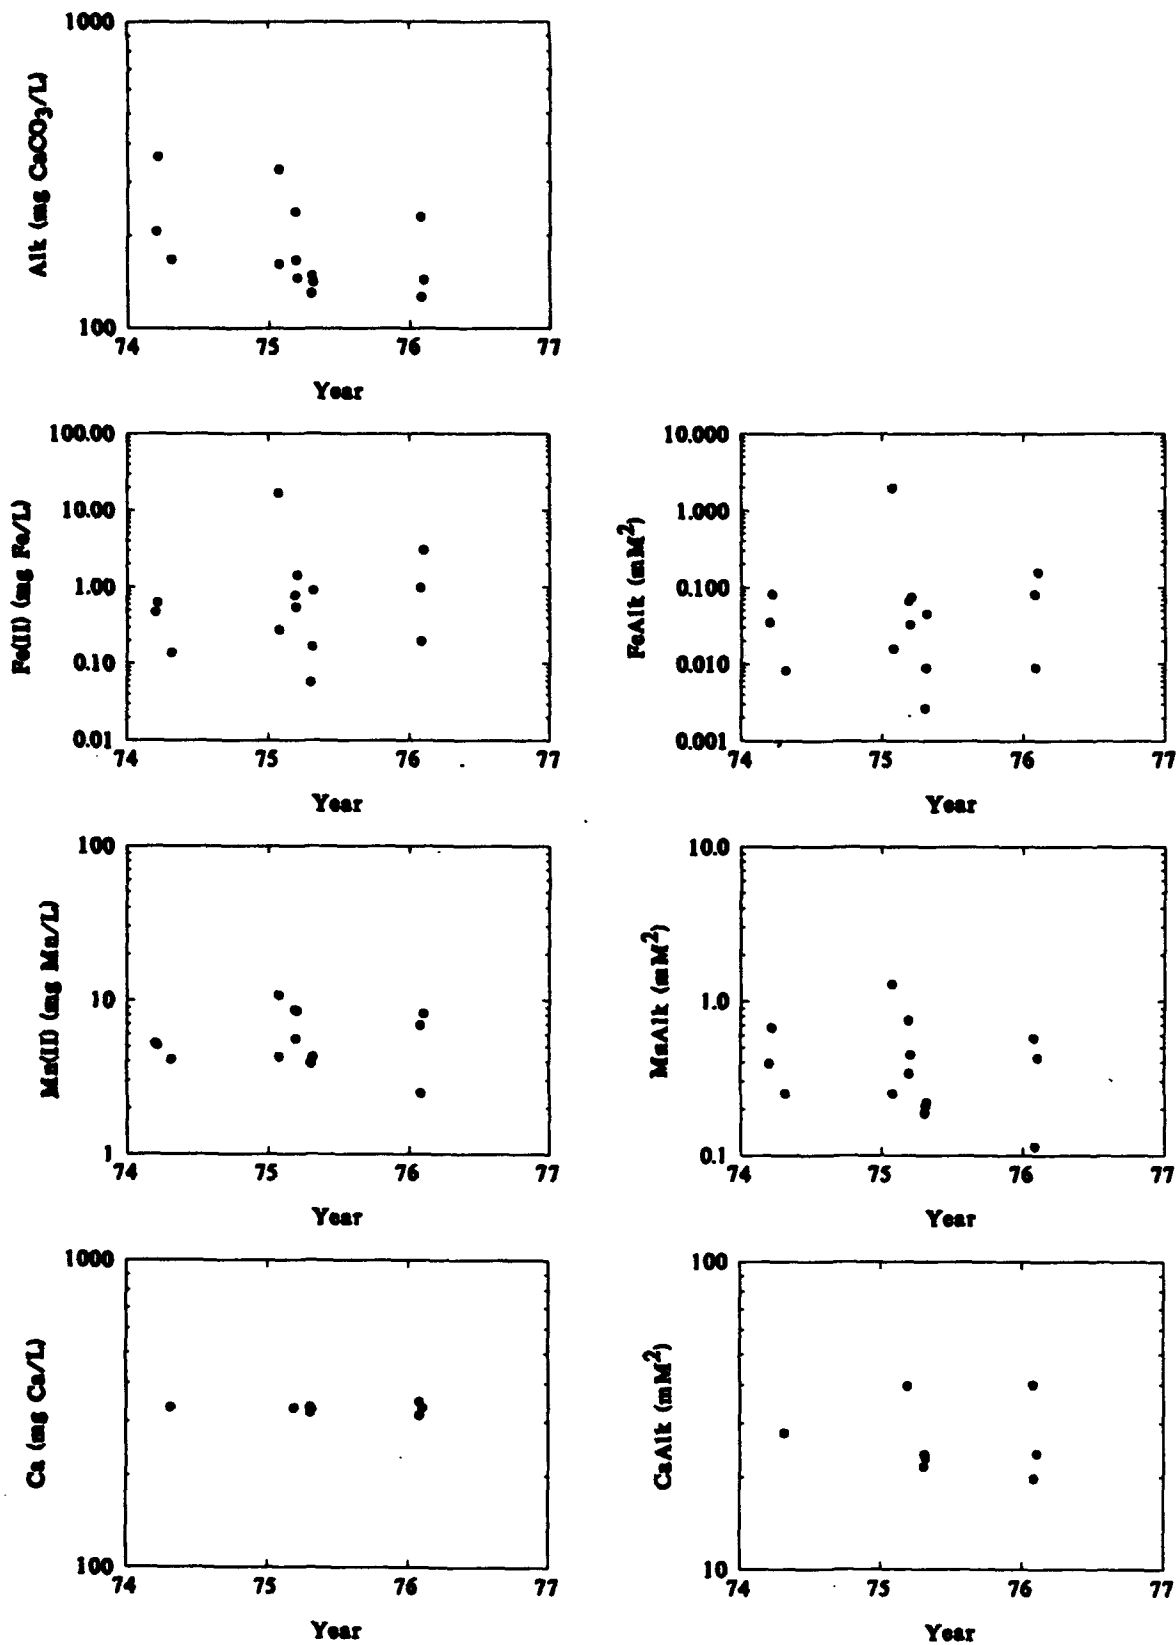 1000
Alk (mg CaCO3/L)
100
74 75 76 77
Year
100.00
10.00
1.00
0.10
0.01
Fe(II) (mg Fe/L)
74 75 76 77
Year
10.000
1.000
0.100
0.010
0.001
FeAlk (mM2)
74 75 76 77
Year
100
10
1
Mn(II) (mg Mn/L)
74 75 76 77
Year
10.0
1.0
0.1
MnAlk (mM2)
74 75 76 77
Year
1000
100
Ca (mg Ca/L)
74 75 76 77
Year
100
10
CaAlk (mM2)
74 75 76 77
Year